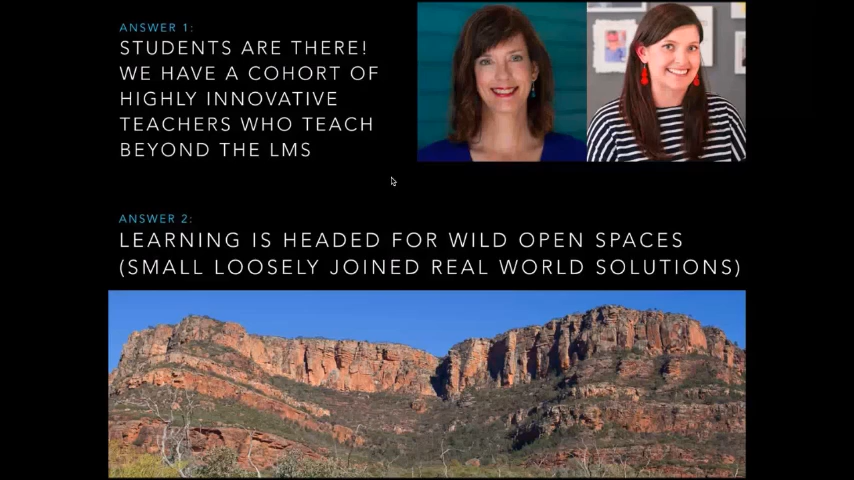 ANSWER 1:
STUDENTS ARE THERE!
WE HAVE A COHORT OF
HIGHLY INNOVATIVE
TEACHERS WHO TEACH
BEYOND THE LMS
ANSWER 2:
LEARNING IS HEADED FOR WILD OPEN SPACES
(SMALL LOOSELY JOINED REAL WORLD SOLUTIONS)